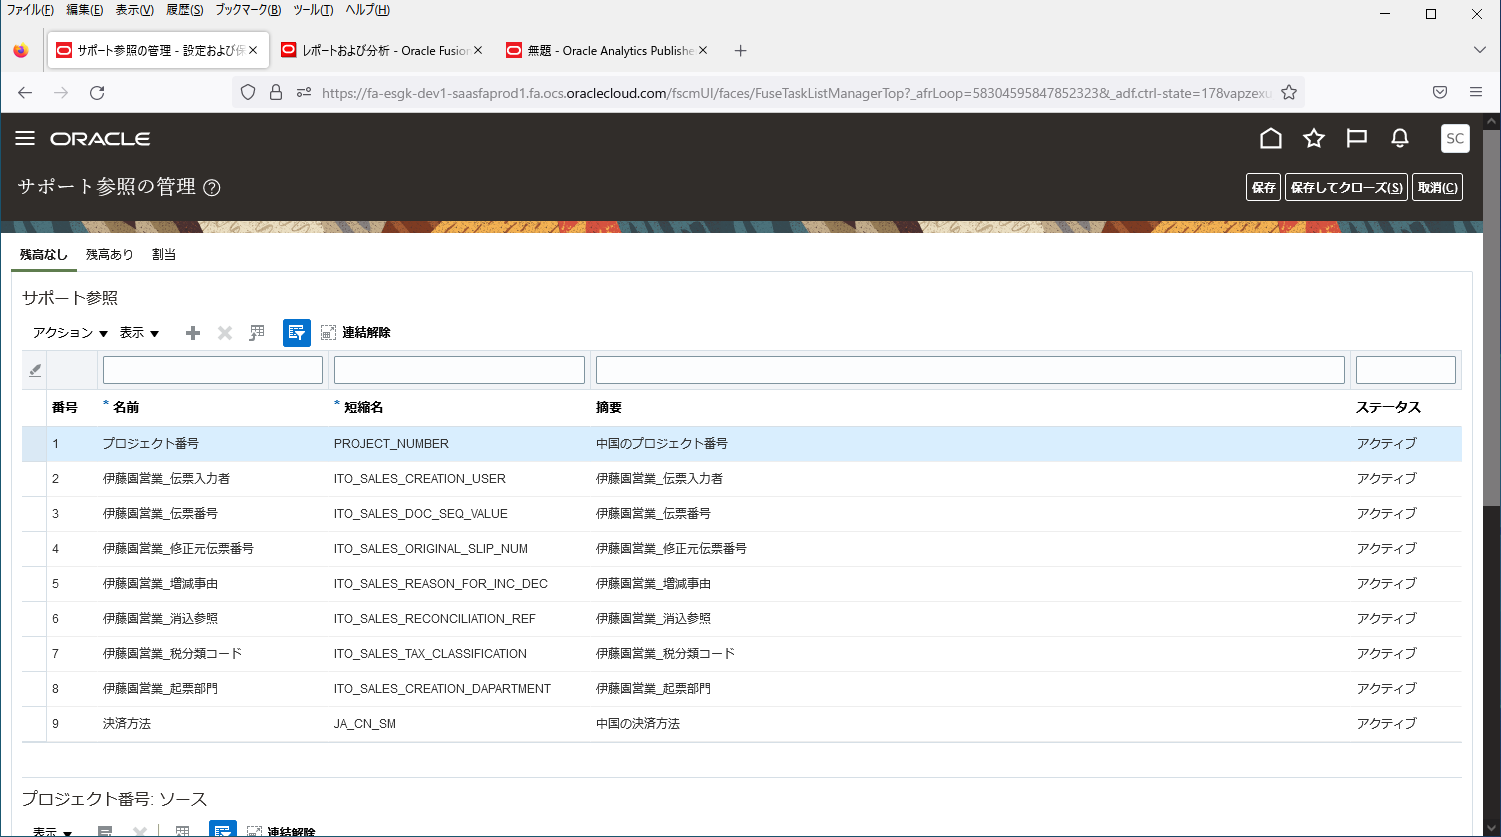 ファイル(F) 編集(E) 表示(V) 履歴(S) ブックマーク(B) ツール(T) ヘルプ(H)
サポート参照の管理 - 設定および保 レポートおよび分析 - Oracle Fusion 無題 - Oracle Analytics Publishe
https://fa-esgk-dev1-saasfaprod1.fa.ocs.oraclecloud.com/fscmUI/faces/FuseTaskListManagerTop?_afrLoop=58304595847852323&_adf.ctrl-state=178vapzexu
ORACLE SC
サポート参照の管理 ? 保存 保存してクローズ(S) 取消(C)
残高なし 残高あり 割当
サポート参照
アクション 表示 連結解除
番号 * 名前 * 短縮名 摘要 ステータス
1 プロジェクト番号 PROJECT_NUMBER 中国のプロジェクト番号 アクティブ
2 伊藤園営業_伝票入力者 ITO_SALES_CREATION_USER 伊藤園営業_伝票入力者 アクティブ
3 伊藤園営業_伝票番号 ITO_SALES_DOC_SEQ_VALUE 伊藤園営業_伝票番号 アクティブ
4 伊藤園営業_修正元伝票番号 ITO_SALES_ORIGINAL_SLIP_NUM 伊藤園営業_修正元伝票番号 アクティブ
5 伊藤園営業_増減事由 ITO_SALES_REASON_FOR_INC_DEC 伊藤園営業_増減事由 アクティブ
6 伊藤園営業_消込参照 ITO_SALES_RECONCILIATION_REF 伊藤園営業_消込参照 アクティブ
7 伊藤園営業_税分類コード ITO_SALES_TAX_CLASSIFICATION 伊藤園営業_税分類コード アクティブ
8 伊藤園営業_起票部門 ITO_SALES_CREATION_DAPARTMENT 伊藤園営業_起票部門 アクティブ
9 決済方法 JA_CN_SM 中国の決済方法 アクティブ
プロジェクト番号: ソース
表示 連結解除